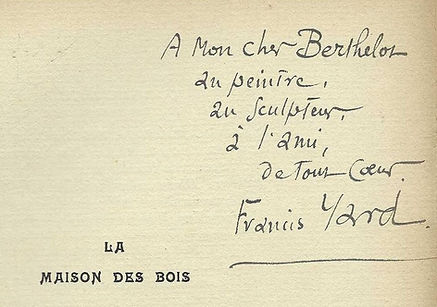 A Mon cher Berthelot
au peintre,
au sculpteur,
à l'ami,
de tout cœur.
Francis Yard
LA
MAISON DES BOIS